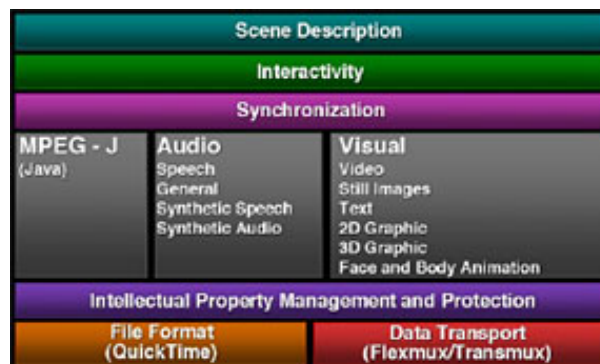 Scene Description
Interactivity
Synchronization
MPEG - J
(Java)
Audio
Speech
General
Synthetic Speech
Synthetic Audio
Visual
Video
Still Images
Text
2D Graphic
3D Graphic
Face and Body Animation
Intellectual Property Management and Protection
File Format
(QuickTime)
Data Transport
(Flexmux/Transmux)